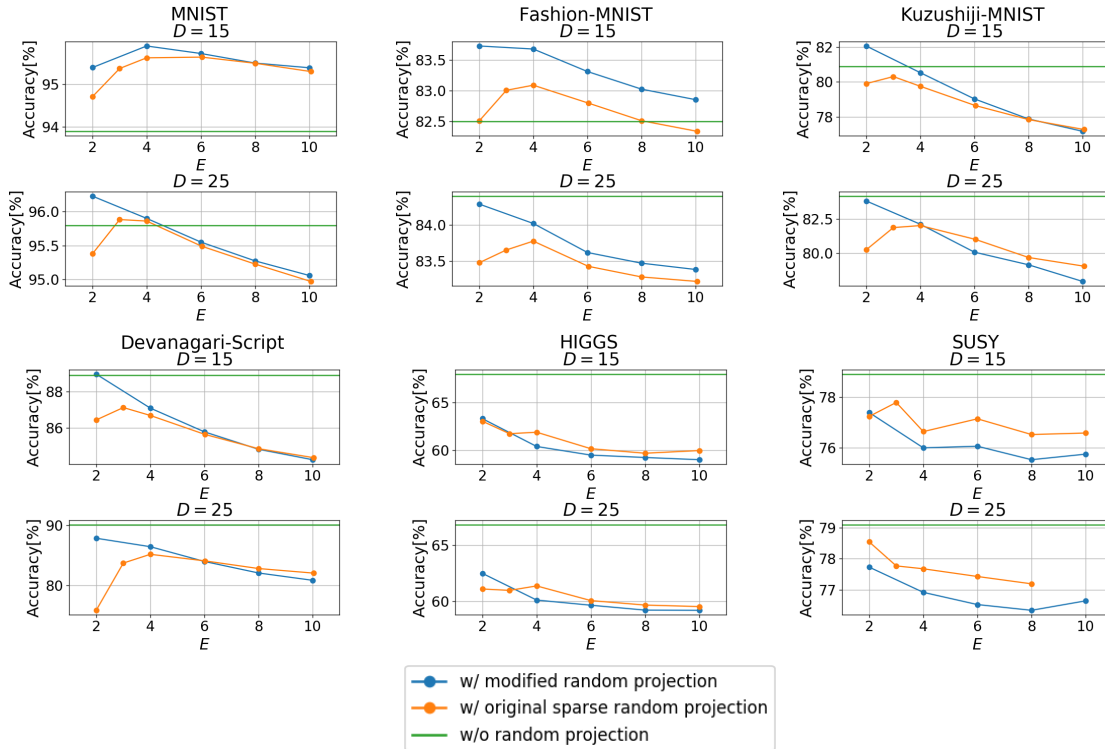 MNIST
D = 15
Accuracy[%]
95
94
2 4 6 8 10
E
Fashion-MNIST
D = 15
Accuracy[%]
83.5
83.0
82.5
2 4 6 8 10
E
Kuzushiji-MNIST
D = 15
Accuracy[%]
82
80
78
2 4 6 8 10
E
D = 25
Accuracy[%]
96.0
95.5
95.0
2 4 6 8 10
E
D = 25
Accuracy[%]
84.0
83.5
2 4 6 8 10
E
D = 25
Accuracy[%]
82.5
80.0
2 4 6 8 10
E
Devanagari-Script
D = 15
Accuracy[%]
88
86
2 4 6 8 10
E
HIGGS
D = 15
Accuracy[%]
65
60
2 4 6 8 10
E
SUSY
D = 15
Accuracy[%]
78
76
2 4 6 8 10
E
D = 25
Accuracy[%]
90
80
2 4 6 8 10
E
D = 25
Accuracy[%]
65
60
2 4 6 8 10
E
D = 25
Accuracy[%]
79
78
77
2 4 6 8 10
E
w/ modified random projection
w/ original sparse random projection
w/o random projection